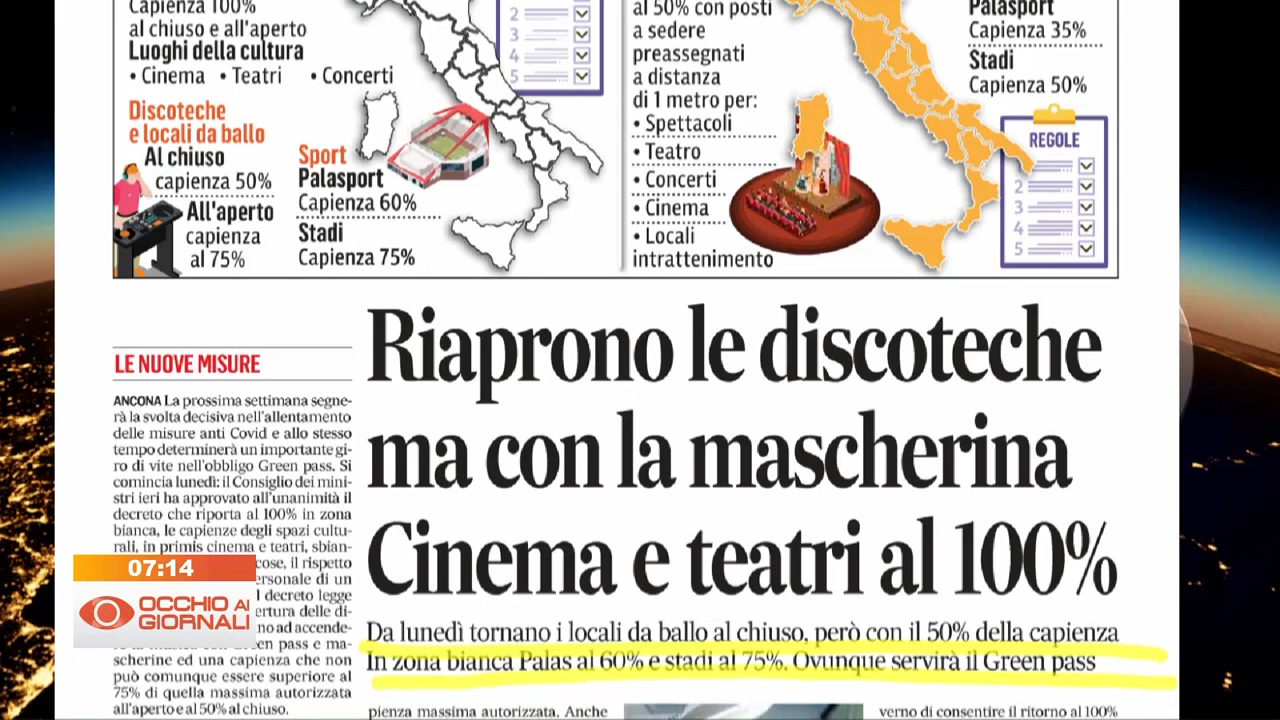 Capienza 100%
al chiuso e all'aperto
Luoghi della cultura
• Cinema • Teatri • Concerti
Discoteche
e locali da ballo
Al chiuso
capienza 50%
All'aperto
capienza
al 75%
Sport
Palasport
Capienza 60%
Stadi
Capienza 75%
2
3
4
5
al 50% con posti
a sedere
preassegnati
a distanza
di 1 metro per:
• Spettacoli
• Teatro
• Concerti
• Cinema
• Locali
intrattenimento
Palasport
Capienza 35%
Stadi
Capienza 50%
REGOLE
2
3
4
5
LE NUOVE MISURE
Riaprono le discoteche
ma con la mascherina
Cinema e teatri al 100%
Da lunedì tornano i locali da ballo al chiuso, però con il 50% della capienza
In zona bianca Palas al 60% e stadi al 75%. Ovunque servirà il Green pass
ANCONA La prossima settimana segne-
rà la svolta decisiva nell'allentamento
delle misure anti Covid e allo stesso
tempo determinerà un importante gi-
ro di vite nell'obbligo Green pass. Si
comincia lunedì: il Consiglio dei mini-
stri ieri ha approvato all'unanimità il
decreto che riporta al 100% in zona
bianca, le capienze degli spazi cultu-
rali, in primis cinema e teatri, sbian-
cose, il rispetto
ersonale di un
l decreto legge
ertura delle di-
no ad accende-
en pass e ma-
scherine ed una capienza che non
può comunque essere superiore al
75% di quella massima autorizzata
all'aperto e al 50% al chiuso.
pienza massima autorizzata. Anche
verno di consentire il ritorno al 100%
07:14
OCCHIO AI
GIORNALI